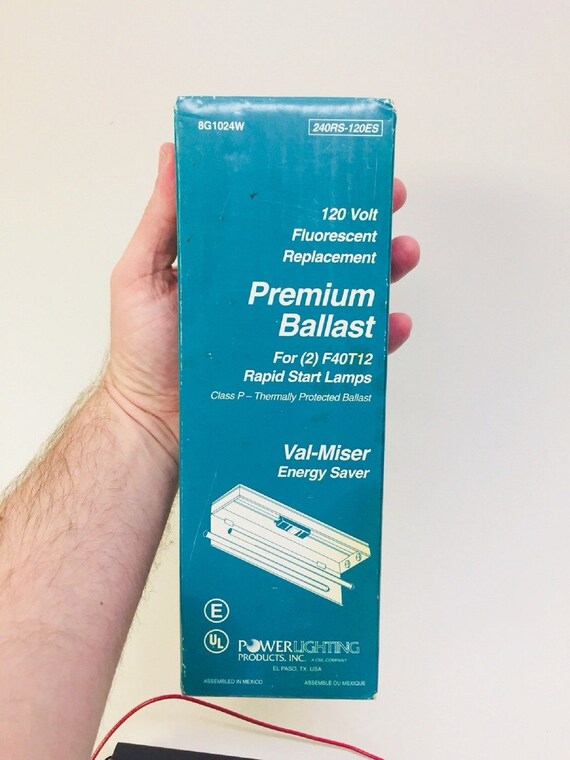 8G1024W 240RS-120ES
120 Volt
Fluorescent
Replacement
Premium
Ballast
For (2) F40T12
Rapid Start Lamps
Class P – Thermally Protected Ballast
Val-Miser
Energy Saver
E
UL
POWERLIGHTING
PRODUCTS, INC.
EL PASO, TX USA
ASSEMBLED IN MEXICO ASSEMBLE DU MEXIQUE